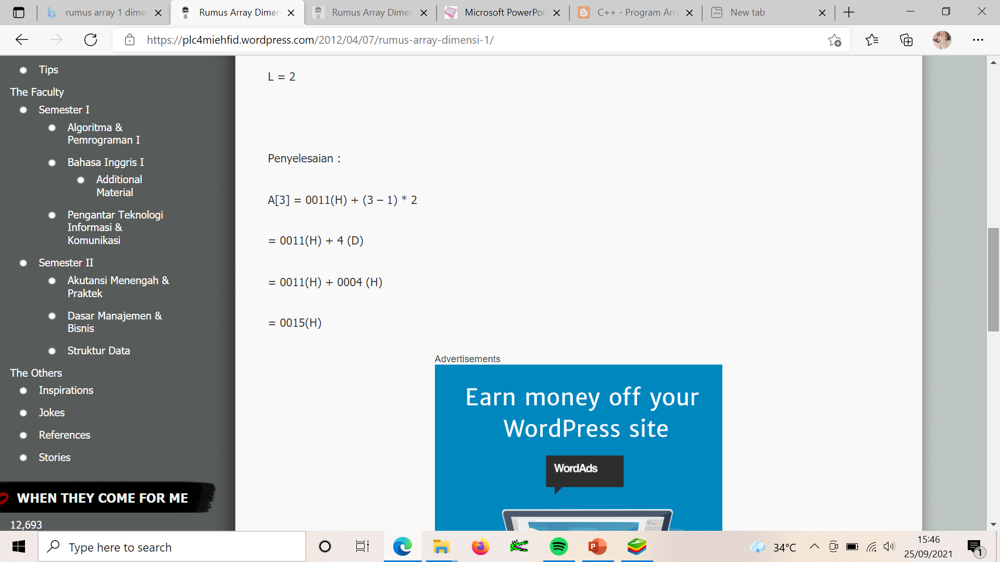 rumus array 1 dime
Rumus Array Dimen
Rumus Array Dimen
Microsoft PowerPoi
C++ - Program Arra
New tab
https://plc4miehfid.wordpress.com/2012/04/07/rumus-array-dimensi-1/
Tips
The Faculty
Semester I
Algoritma &
Pemrograman I
Bahasa Inggris I
Additional
Material
Pengantar Teknologi
Informasi &
Komunikasi
Semester II
Akutansi Menengah &
Praktek
Dasar Manajemen &
Bisnis
Struktur Data
The Others
Inspirations
Jokes
References
Stories
WHEN THEY COME FOR ME
12,693
L = 2
Penyelesaian :
A[3] = 0011(H) + (3 – 1) * 2
= 0011(H) + 4 (D)
= 0011(H) + 0004 (H)
= 0015(H)
Advertisements
Earn money off your
WordPress site
WordAds
Type here to search
P
34°C
15:46
25/09/2021
1